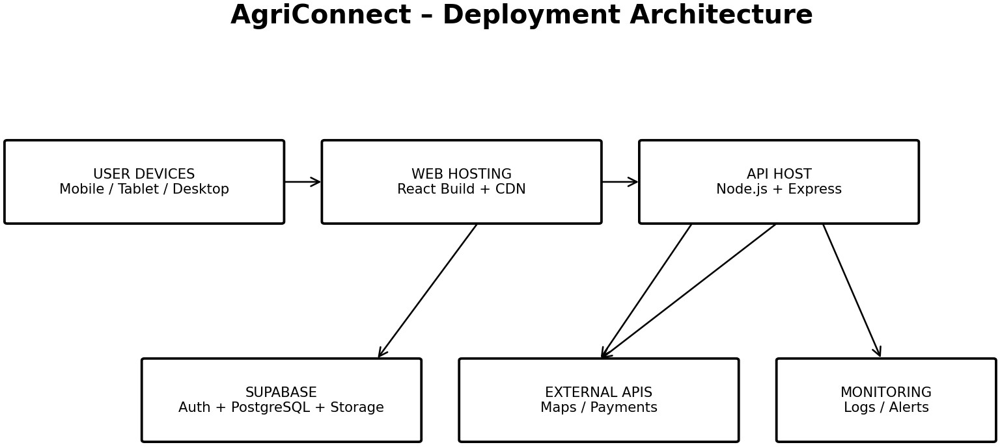 AgriConnect – Deployment Architecture
USER DEVICES
Mobile / Tablet / Desktop
WEB HOSTING
React Build + CDN
API HOST
Node.js + Express
SUPABASE
Auth + PostgreSQL + Storage
EXTERNAL APIS
Maps / Payments
MONITORING
Logs / Alerts